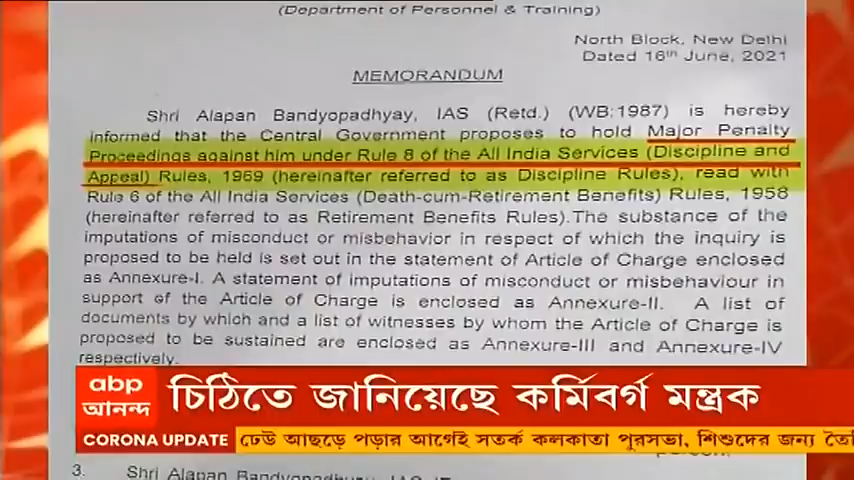 (Department of Personnel & Training)
North Block, New Delhi
Dated 16th June, 2021
MEMORANDUM
Shri Alapan Bandyopadhyay, IAS (Retd.) (WB:1987) is hereby
informed that the Central Government proposes to hold Major Penalty
Proceedings against him under Rule 8 of the All India Services (Discipline and
Appeal) Rules, 1969 (hereinafter referred to as Discipline Rules), read with
Rule 6 of the All India Services (Death-cum-Retirement Benefits) Rules, 1958
(hereinafter referred to as Retirement Benefits Rules).The substance of the
imputations of misconduct or misbehavior in respect of which the inquiry is
proposed to be held is set out in the statement of Article of Charge enclosed
as Annexure-I. A statement of imputations of misconduct or misbehaviour in
support of the Article of Charge is enclosed as Annexure-II. A list of
documents by which and a list of witnesses by whom the Article of Charge is
proposed to be sustained are enclosed as Annexure-III and Annexure-IV
respectively.
abp
আনন্দ
চিঠিতে জানিয়েছে কর্মিবর্গ মন্ত্রক
CORONA UPDATE
ঢেউ আছড়ে পড়ার আগেই সতর্ক কলকাতা পুরসভা, শিশুদের জন্য তৈ
person.
3. Shri Alapan Bandyopadhyay, IAS